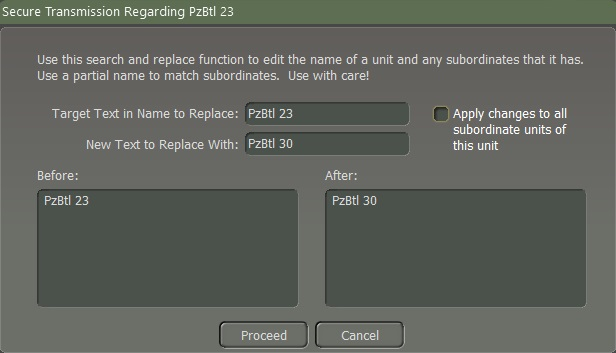 Secure Transmission Regarding PzBtl 23
Use this search and replace function to edit the name of a unit and any subordinates that it has.
Use a partial name to match subordinates.  Use with care!
Target Text in Name to Replace: PzBtl 23
Apply changes to all
subordinate units of
this unit
New Text to Replace With: PzBtl 30
Before:
After:
PzBtl 23
PzBtl 30
Proceed
Cancel